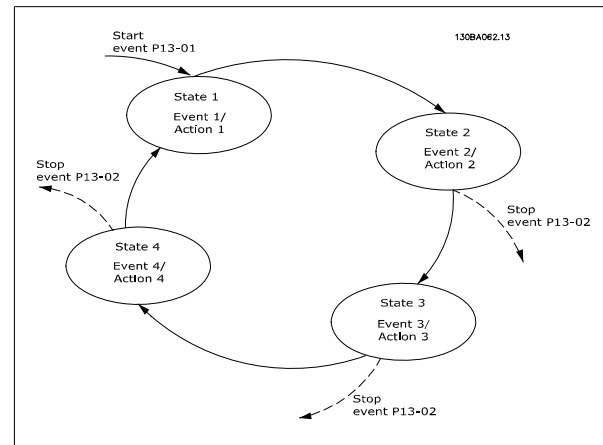 Start
event P13-01
130BA062.13
State 1
Event 1/
Action 1
State 2
Event 2/
Action 2
Stop
event P13-02
Stop
event P13-02
State 4
Event 4/
Action 4
State 3
Event 3/
Action 3
Stop
event P13-02